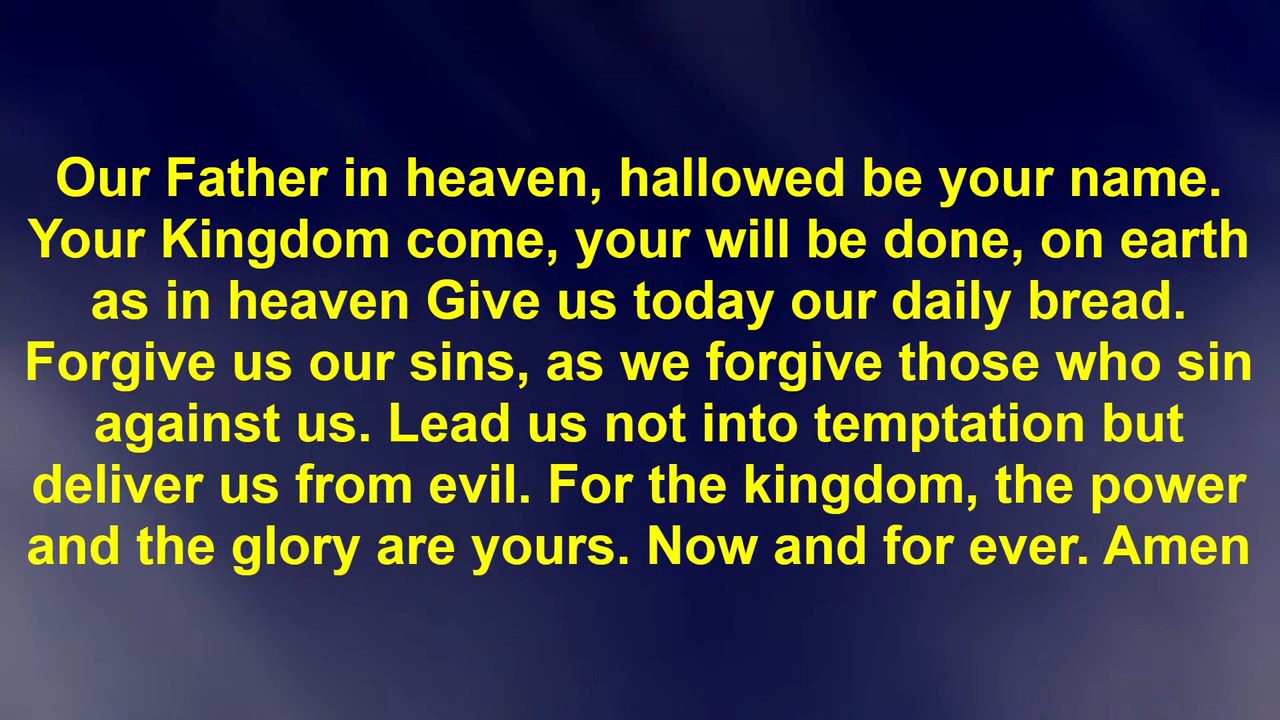 Our Father in heaven, hallowed be your name.
Your Kingdom come, your will be done, on earth
as in heaven Give us today our daily bread.
Forgive us our sins, as we forgive those who sin
against us. Lead us not into temptation but
deliver us from evil. For the kingdom, the power
and the glory are yours. Now and for ever. Amen